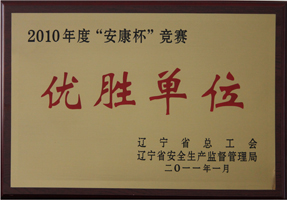 2010年度“安康杯”竞赛
优胜单位
辽宁省总工会
辽宁省安全生产监督管理局
二〇一一年一月